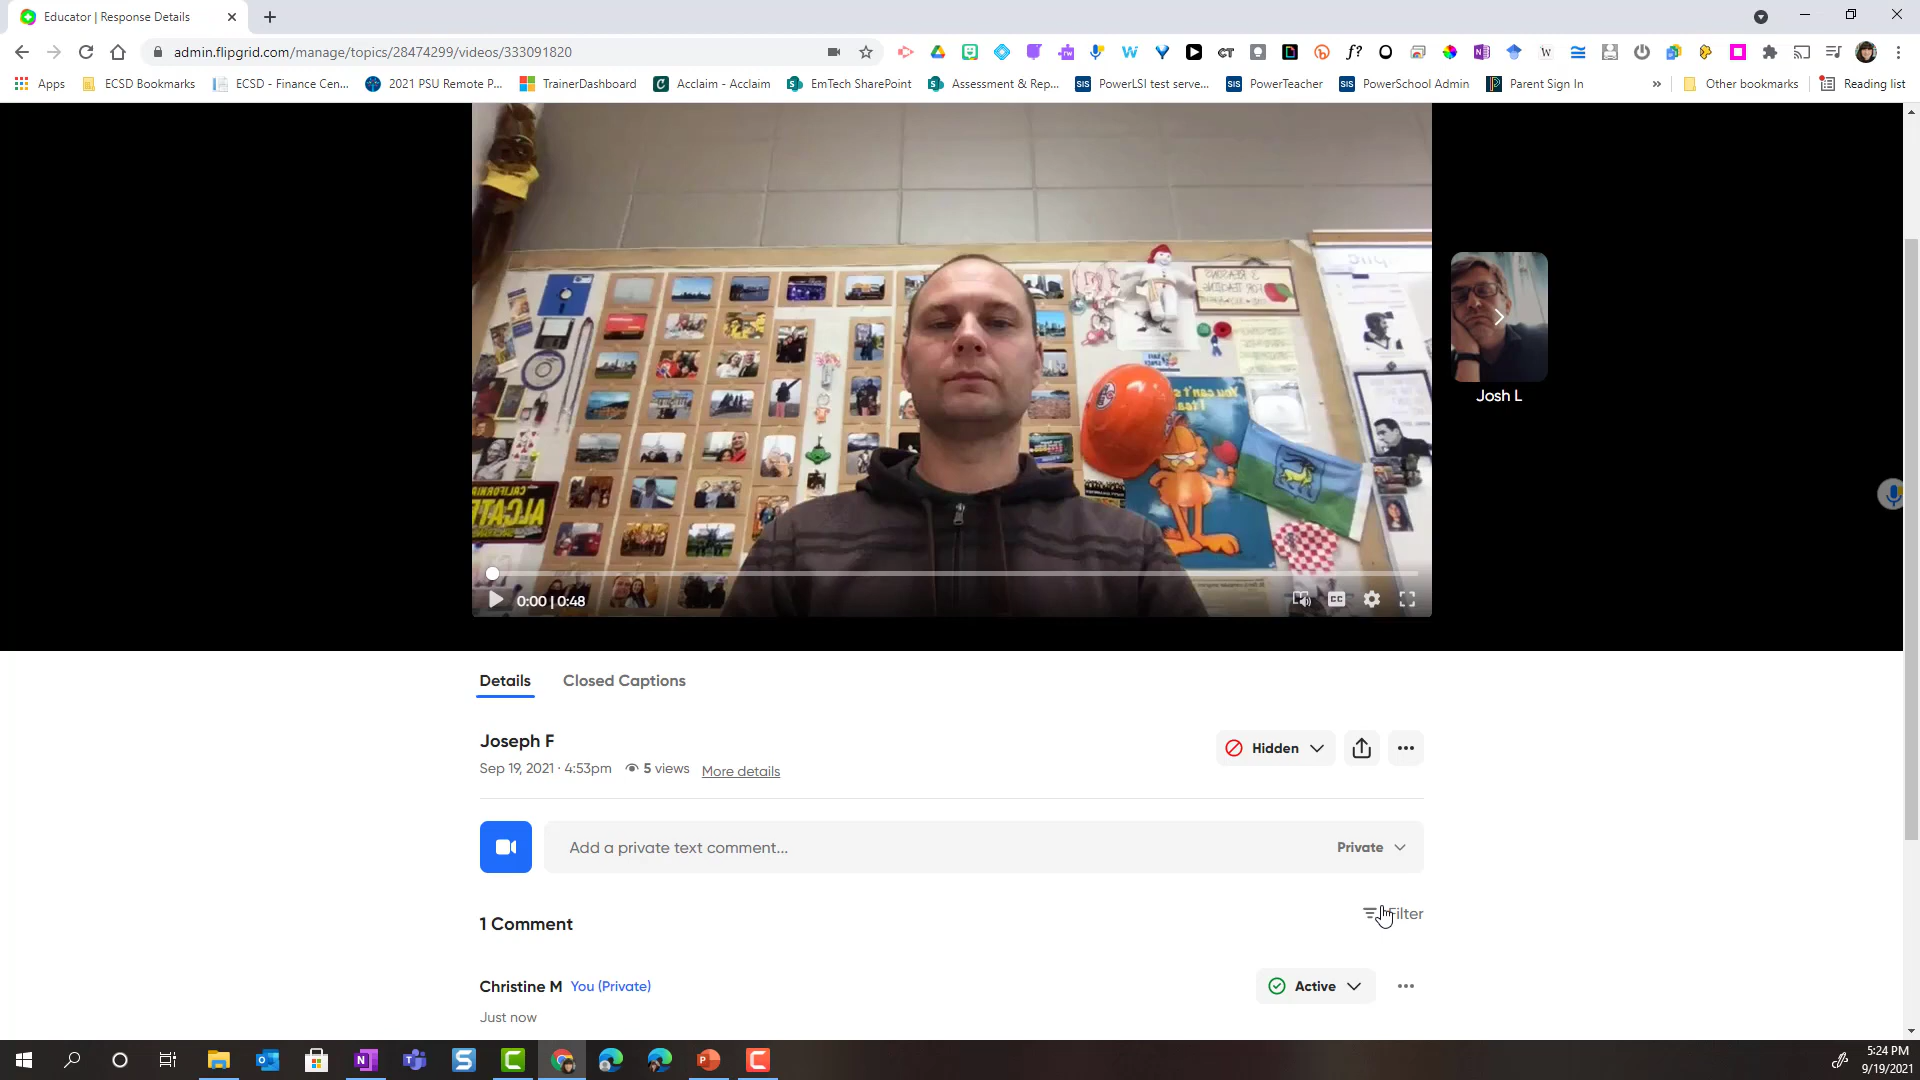 Educator | Response Details
admin.flipgrid.com/manage/topics/28474299/videos/333091820
Apps
ECSD Bookmarks
ECSD - Finance Cen...
2021 PSU Remote P...
TrainerDashboard
Acclaim - Acclaim
EmTech SharePoint
Assessment & Rep...
PowerLSI test serve...
PowerTeacher
PowerSchool Admin
Parent Sign In
»
Other bookmarks
Reading list
You can't s
ALCAT
Josh L
0:00 | 0:48
CC
Details
Closed Captions
Joseph F
Hidden
Sep 19, 2021 · 4:53pm
5 views
More details
Add a private text comment...
Private
1 Comment
Filter
Christine M
You (Private)
Active
Just now
5:24 PM
9/19/2021